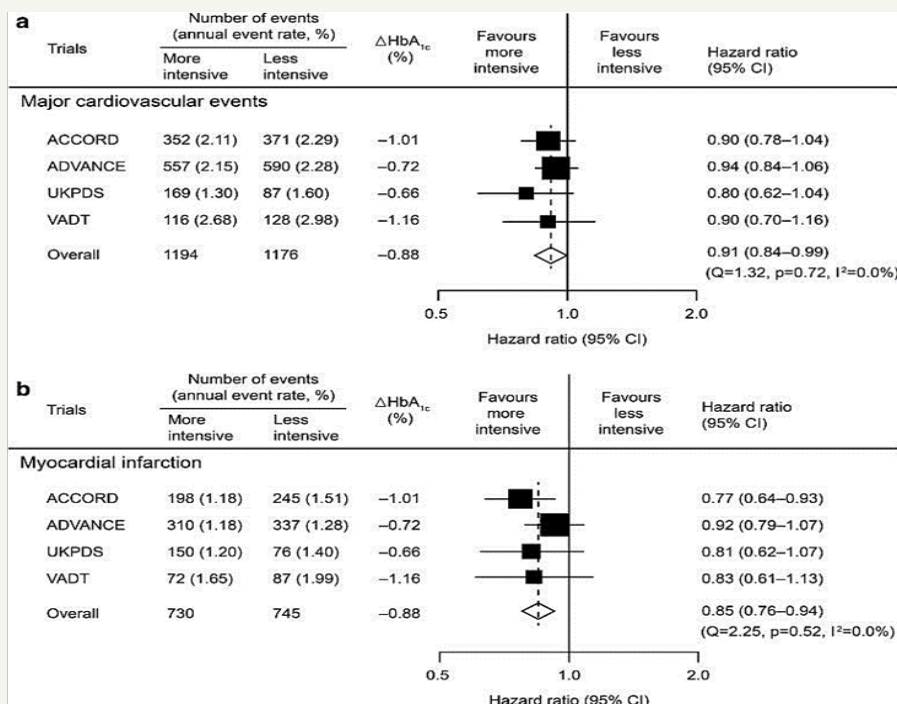 a
Trials
Number of events
(annual event rate, %)
More
intensive
Less
intensive
△HbA1c
(%)
Favours
more
intensive
Favours
less
intensive
Hazard ratio
(95% CI)
Major cardiovascular events
ACCORD 352 (2.11) 371 (2.29) –1.01 0.90 (0.78–1.04)
ADVANCE 557 (2.15) 590 (2.28) –0.72 0.94 (0.84–1.06)
UKPDS 169 (1.30) 87 (1.60) –0.66 0.80 (0.62–1.04)
VADT 116 (2.68) 128 (2.98) –1.16 0.90 (0.70–1.16)
Overall 1194 1176 –0.88 0.91 (0.84–0.99)
(Q=1.32, p=0.72, I²=0.0%)
0.5 1.0 2.0
Hazard ratio (95% CI)
b
Trials
Number of events
(annual event rate, %)
More
intensive
Less
intensive
△HbA1c
(%)
Favours
more
intensive
Favours
less
intensive
Hazard ratio
(95% CI)
Myocardial infarction
ACCORD 198 (1.18) 245 (1.51) –1.01 0.77 (0.64–0.93)
ADVANCE 310 (1.18) 337 (1.28) –0.72 0.92 (0.79–1.07)
UKPDS 150 (1.20) 76 (1.40) –0.66 0.81 (0.62–1.07)
VADT 72 (1.65) 87 (1.99) –1.16 0.83 (0.61–1.13)
Overall 730 745 –0.88 0.85 (0.76–0.94)
(Q=2.25, p=0.52, I²=0.0%)
0.5 1.0 2.0
Hazard ratio (95% CI)